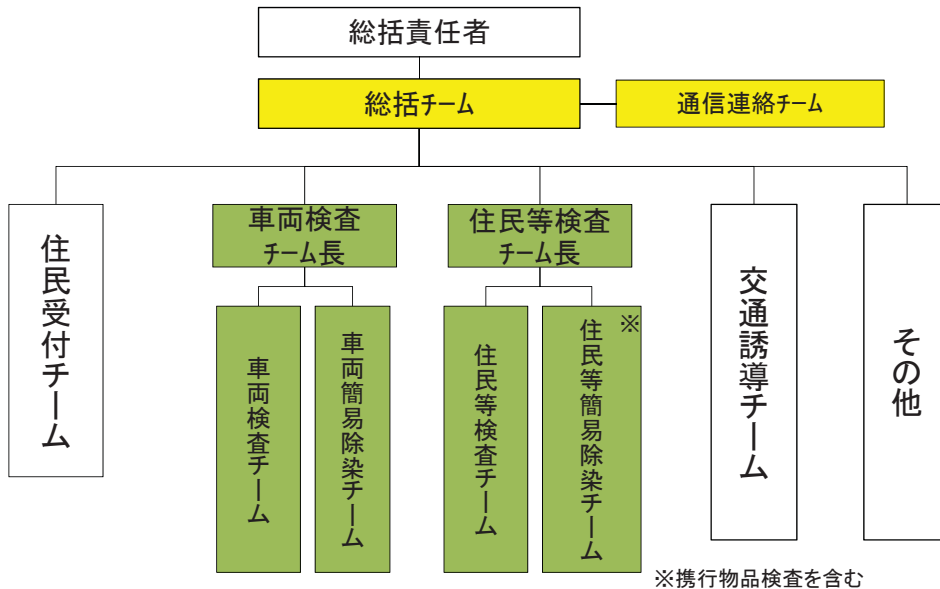 総括責任者
総括チーム
通信連絡チーム
住民受付チーム
車両検査
チーム長
車両検査チーム
車両簡易除染チーム
住民等検査
チーム長
住民等検査チーム
※
住民等簡易除染チーム
交通誘導チーム
その他
※携行物品検査を含む